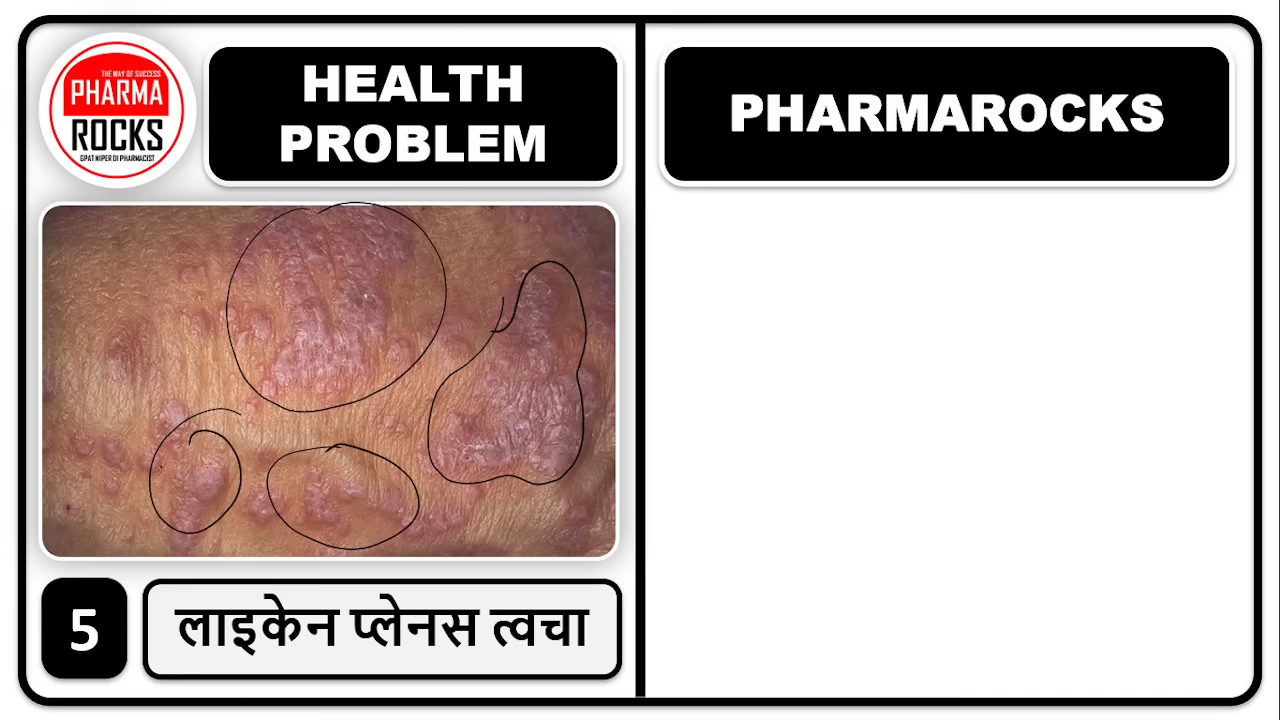 THE WAY OF SUCCESS
PHARMA
ROCKS
GPAT NIPER DI PHARMACIST
HEALTH
PROBLEM
PHARMAROCKS
5
लाइकेन प्लेनस त्वचा